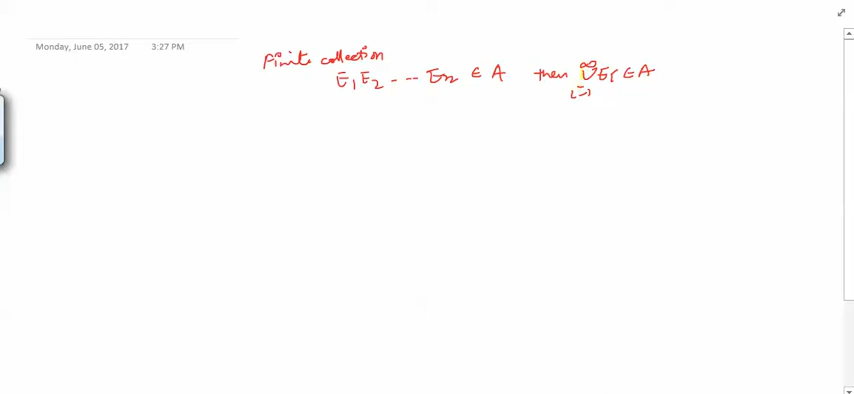 Monday, June 05, 2017 3:27 PM
Finite collection
E₁ E₂ - - -- Eₙ ∈ A then ∞∪i=1 Ei ∈ A